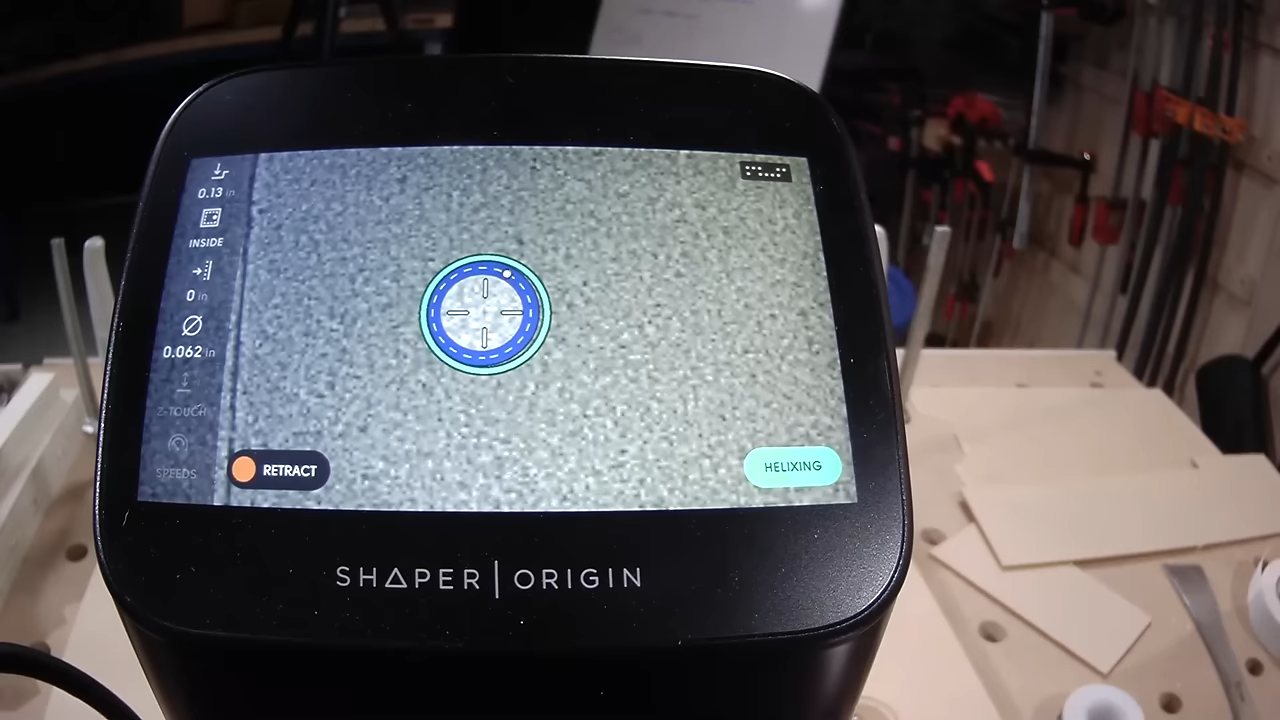 0.13 in
INSIDE
0 in
0.062 in
Z-TOUCH
SPEEDS
RETRACT
HELIXING
SHAPER | ORIGIN